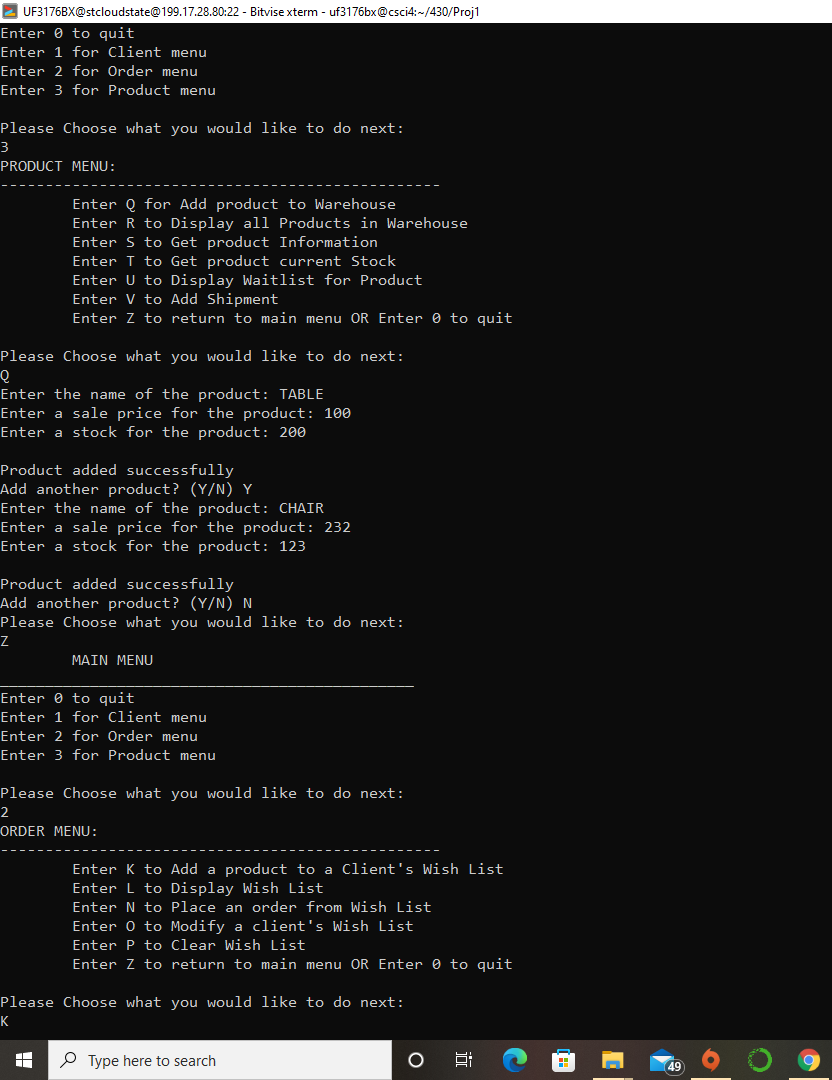 UF3176BX@stcloudstate@199.17.28.80:22 - Bitvise xterm - uf3176bx@csci4:~/430/Proj1
Enter 0 to quit
Enter 1 for Client menu
Enter 2 for Order menu
Enter 3 for Product menu
Please Choose what you would like to do next:
3
PRODUCT MENU:
-------------------------------------------------
Enter Q for Add product to Warehouse
Enter R to Display all Products in Warehouse
Enter S to Get product Information
Enter T to Get product current Stock
Enter U to Display Waitlist for Product
Enter V to Add Shipment
Enter Z to return to main menu OR Enter 0 to quit
Please Choose what you would like to do next:
Q
Enter the name of the product: TABLE
Enter a sale price for the product: 100
Enter a stock for the product: 200
Product added successfully
Add another product? (Y/N) Y
Enter the name of the product: CHAIR
Enter a sale price for the product: 232
Enter a stock for the product: 123
Product added successfully
Add another product? (Y/N) N
Please Choose what you would like to do next:
Z
MAIN MENU
______________________________________________
Enter 0 to quit
Enter 1 for Client menu
Enter 2 for Order menu
Enter 3 for Product menu
Please Choose what you would like to do next:
2
ORDER MENU:
-------------------------------------------------
Enter K to Add a product to a Client's Wish List
Enter L to Display Wish List
Enter N to Place an order from Wish List
Enter O to Modify a client's Wish List
Enter P to Clear Wish List
Enter Z to return to main menu OR Enter 0 to quit
Please Choose what you would like to do next:
K
Type here to search
49